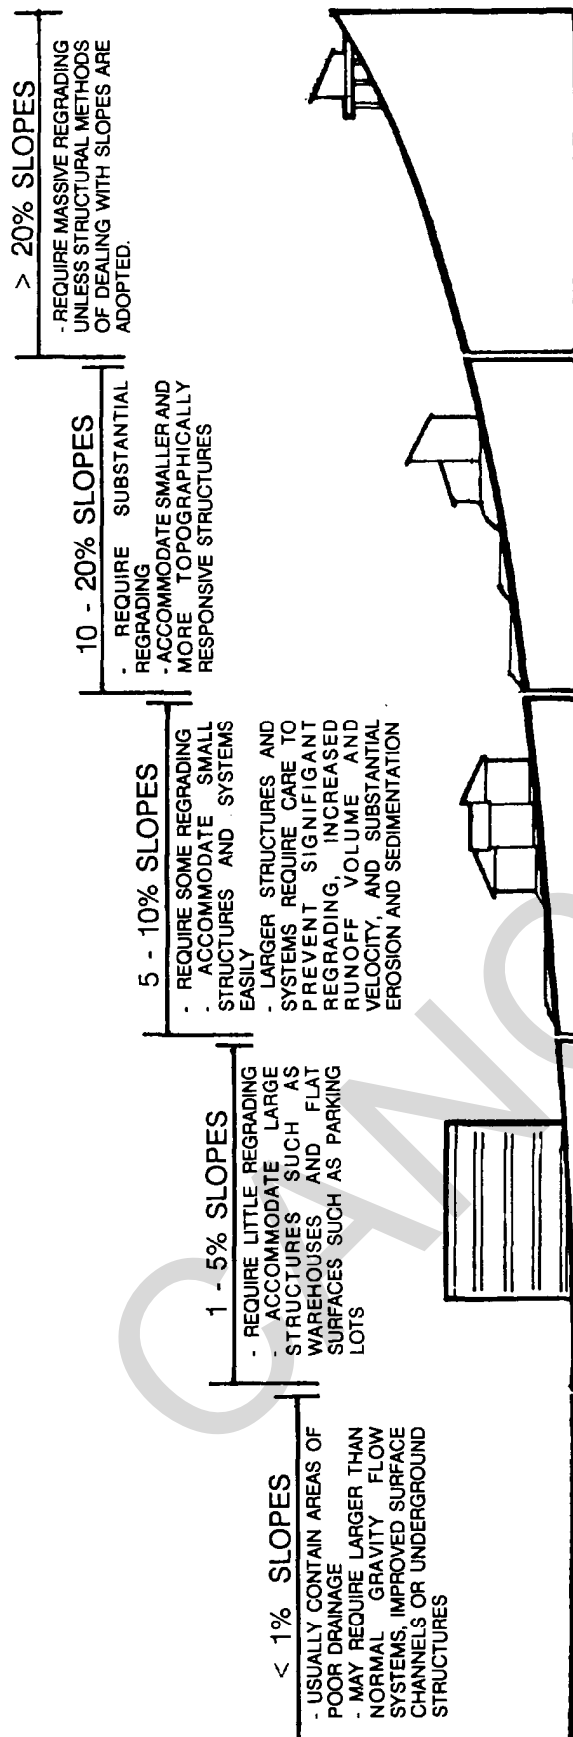 < 1% SLOPES
- USUALLY CONTAIN AREAS OF
POOR DRAINAGE
- MAY REQUIRE LARGER THAN
NORMAL GRAVITY FLOW
SYSTEMS, IMPROVED SURFACE
CHANNELS OR UNDERGROUND
STRUCTURES
1 - 5% SLOPES
- REQUIRE LITTLE REGRADING
- ACCOMMODATE LARGE
STRUCTURES SUCH AS
WAREHOUSES AND FLAT
SURFACES SUCH AS PARKING
LOTS
5 - 10% SLOPES
- REQUIRE SOME REGRADING
- ACCOMMODATE SMALL
STRUCTURES AND SYSTEMS
EASILY
- LARGER STRUCTURES AND
SYSTEMS REQUIRE CARE TO
PREVENT SIGNIFIGANT
REGRADING, INCREASED
RUNOFF VOLUME AND
VELOCITY, AND SUBSTANTIAL
EROSION AND SEDIMENTATION
10 - 20% SLOPES
- REQUIRE SUBSTANTIAL
REGRADING
- ACCOMMODATE SMALLER AND
MORE TOPOGRAPHICALLY
RESPONSIVE STRUCTURES
> 20% SLOPES
- REQUIRE MASSIVE REGRADING
UNLESS STRUCTURAL METHODS
OF DEALING WITH SLOPES ARE
ADOPTED.